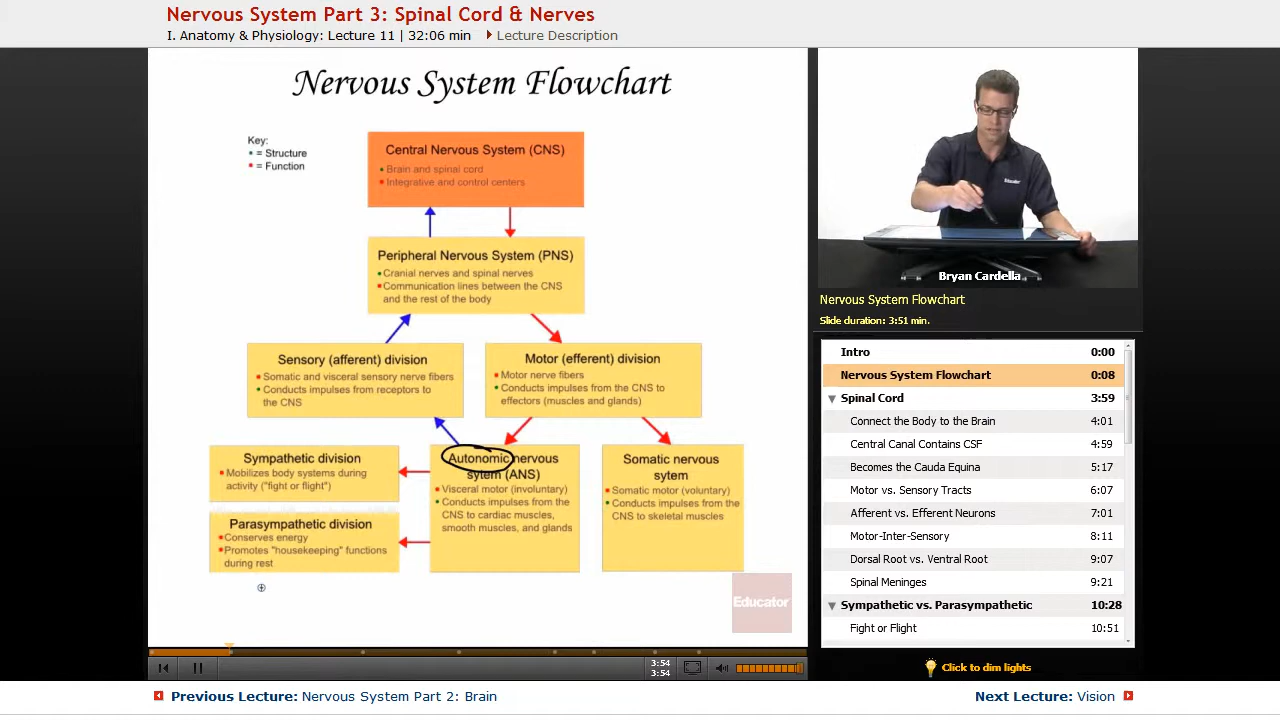 Nervous System Part 3: Spinal Cord & Nerves
I. Anatomy & Physiology: Lecture 11 | 32:06 min
Lecture Description
Nervous System Flowchart
Key:
= Structure
= Function
Central Nervous System (CNS)
Brain and spinal cord
Integrative and control centers
Peripheral Nervous System (PNS)
Cranial nerves and spinal nerves
Communication lines between the CNS
and the rest of the body
Sensory (afferent) division
Somatic and visceral sensory nerve fibers
Conducts impulses from receptors to
the CNS
Motor (efferent) division
Motor nerve fibers
Conducts impulses from the CNS to
effectors (muscles and glands)
Sympathetic division
Mobilizes body systems during
activity ("fight or flight")
Parasympathetic division
Conserves energy
Promotes "housekeeping" functions
during rest
Autonomic nervous
sytem (ANS)
Visceral motor (involuntary)
Conducts impulses from the
CNS to cardiac muscles,
smooth muscles, and glands
Somatic nervous
sytem
Somatic motor (voluntary)
Conducts impulses from the
CNS to skeletal muscles
Educator
3:54
3:54
Educator
Bryan Cardella
Nervous System Flowchart
Slide duration: 3:51 min.
Intro 0:00
Nervous System Flowchart 0:08
Spinal Cord 3:59
Connect the Body to the Brain 4:01
Central Canal Contains CSF 4:59
Becomes the Cauda Equina 5:17
Motor vs. Sensory Tracts 6:07
Afferent vs. Efferent Neurons 7:01
Motor-Inter-Sensory 8:11
Dorsal Root vs. Ventral Root 9:07
Spinal Meninges 9:21
Sympathetic vs. Parasympathetic 10:28
Fight or Flight 10:51
Click to dim lights
Previous Lecture: Nervous System Part 2: Brain
Next Lecture: Vision